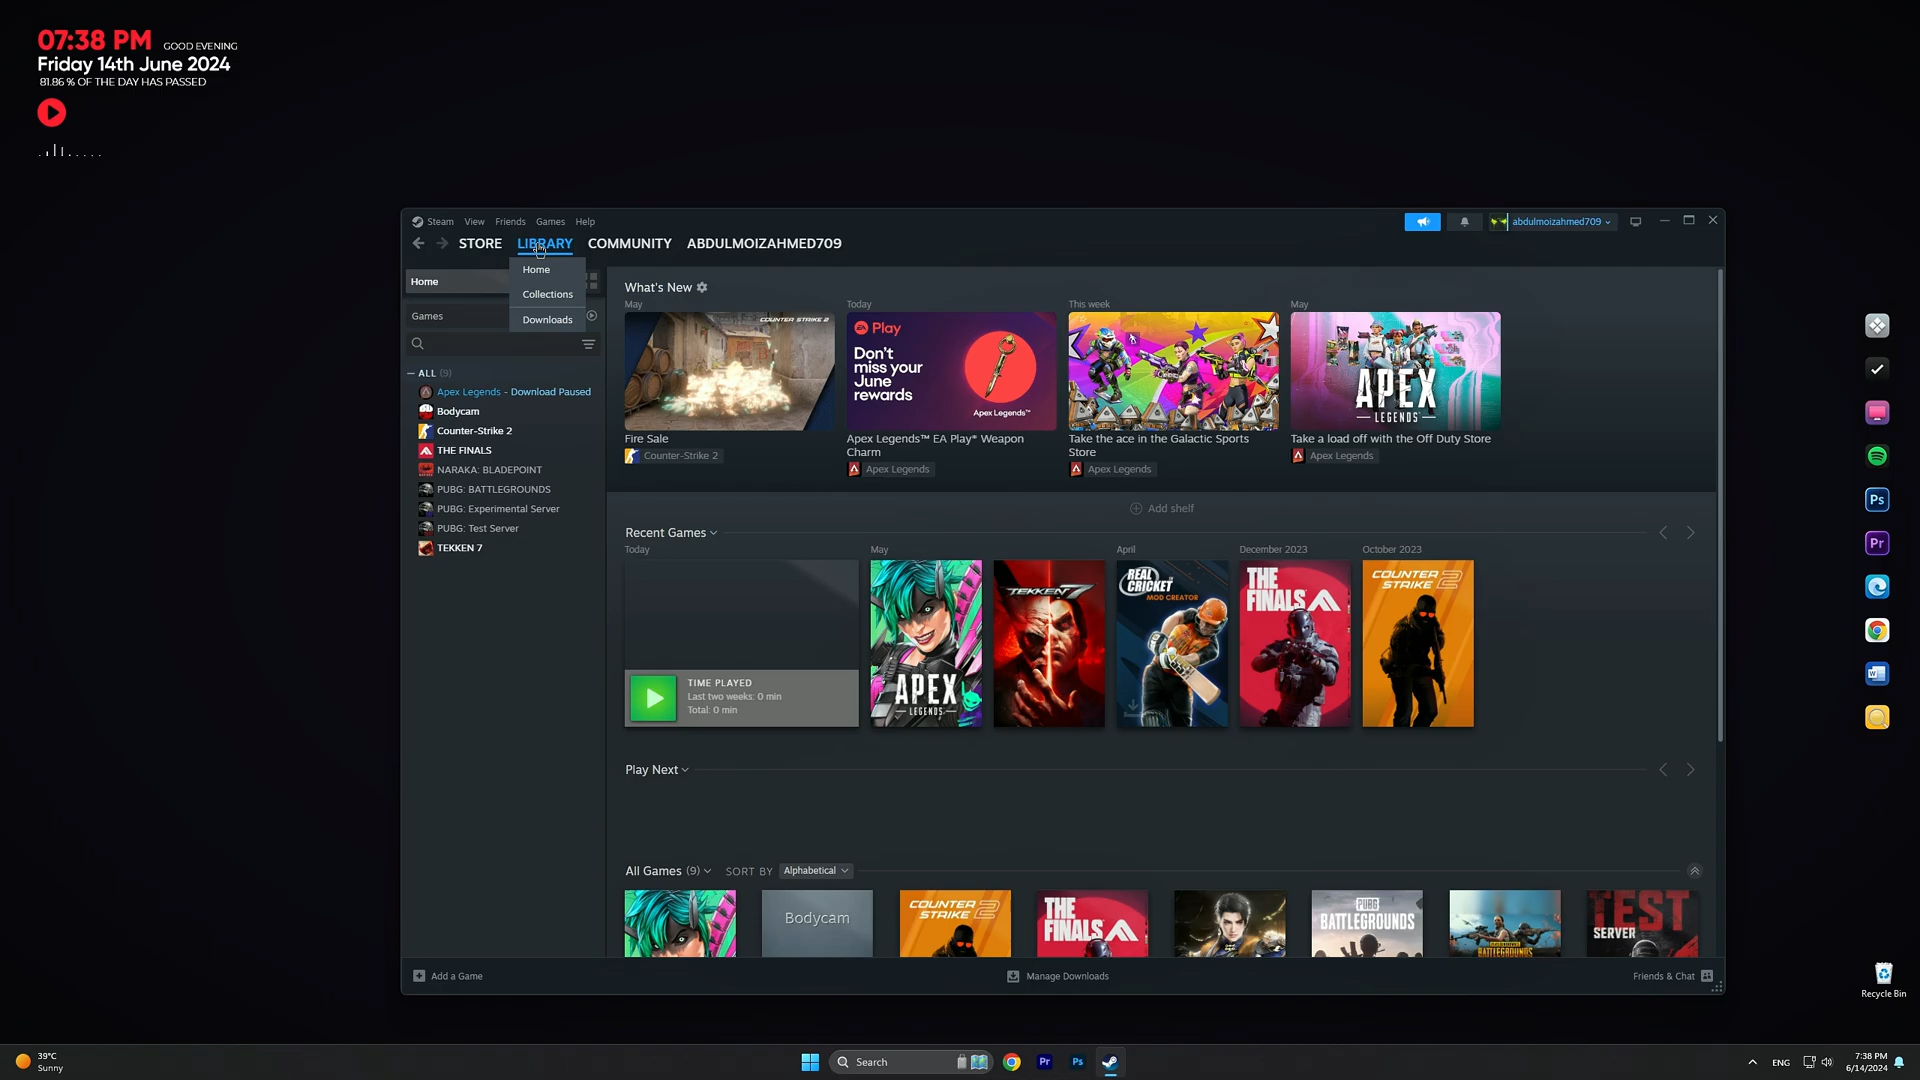 07:38 PM GOOD EVENING
Friday 14th June 2024
81.86 % OF THE DAY HAS PASSED
Steam View Friends Games Help
abdulmoizahmed709
STORE LIBRARY COMMUNITY ABDULMOIZAHMED709
Home
Collections
Downloads
Home
Games
ALL (9)
Apex Legends - Download Paused
Bodycam
Counter-Strike 2
THE FINALS
NARAKA: BLADEPOINT
PUBG: BATTLEGROUNDS
PUBG: Experimental Server
PUBG: Test Server
TEKKEN 7
What's New
May
COUNTER STRIKE 2
Fire Sale
Counter-Strike 2
Today
EA Play
Don't
miss your
June
rewards
Apex Legends™
Apex Legends™ EA Play* Weapon
Charm
Apex Legends
This week
Take the ace in the Galactic Sports
Store
Apex Legends
May
APEX
LEGENDS
Take a load off with the Off Duty Store
Apex Legends
Add shelf
Recent Games
Today
TIME PLAYED
Last two weeks: 0 min
Total: 0 min
May
APEX
LEGENDS
TEKKEN 7
April
REAL
CRICKET
MOD CREATOR
December 2023
THE
FINALS
October 2023
COUNTER
STRIKE 2
Play Next
All Games (9) SORT BY Alphabetical
Bodycam
COUNTER
STRIKE 2
THE
FINALS
PUBG
BATTLEGROUNDS
BATTLEGROUNDS
TEST
SERVER
Add a Game
Manage Downloads
Friends & Chat
Ps
Pr
W
Recycle Bin
39°C
Sunny
Search
Pr
Ps
ENG
7:38 PM
6/14/2024